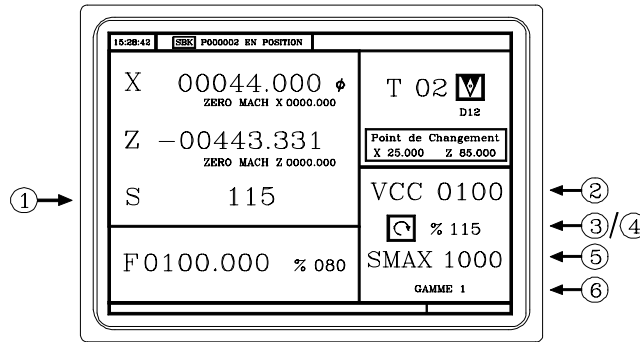 15:28:42 SBK P000002 EN POSITION
X 00044.000 ø
ZERO MACH X 0000.000
Z -00443.331
ZERO MACH Z 0000.000
S 115
F0100.000 % 080
T 02
D12
Point de Changement
X 25.000 Z 85.000
VCC 0100
% 115
SMAX 1000
GAMME 1
1
2
3/4
5
6